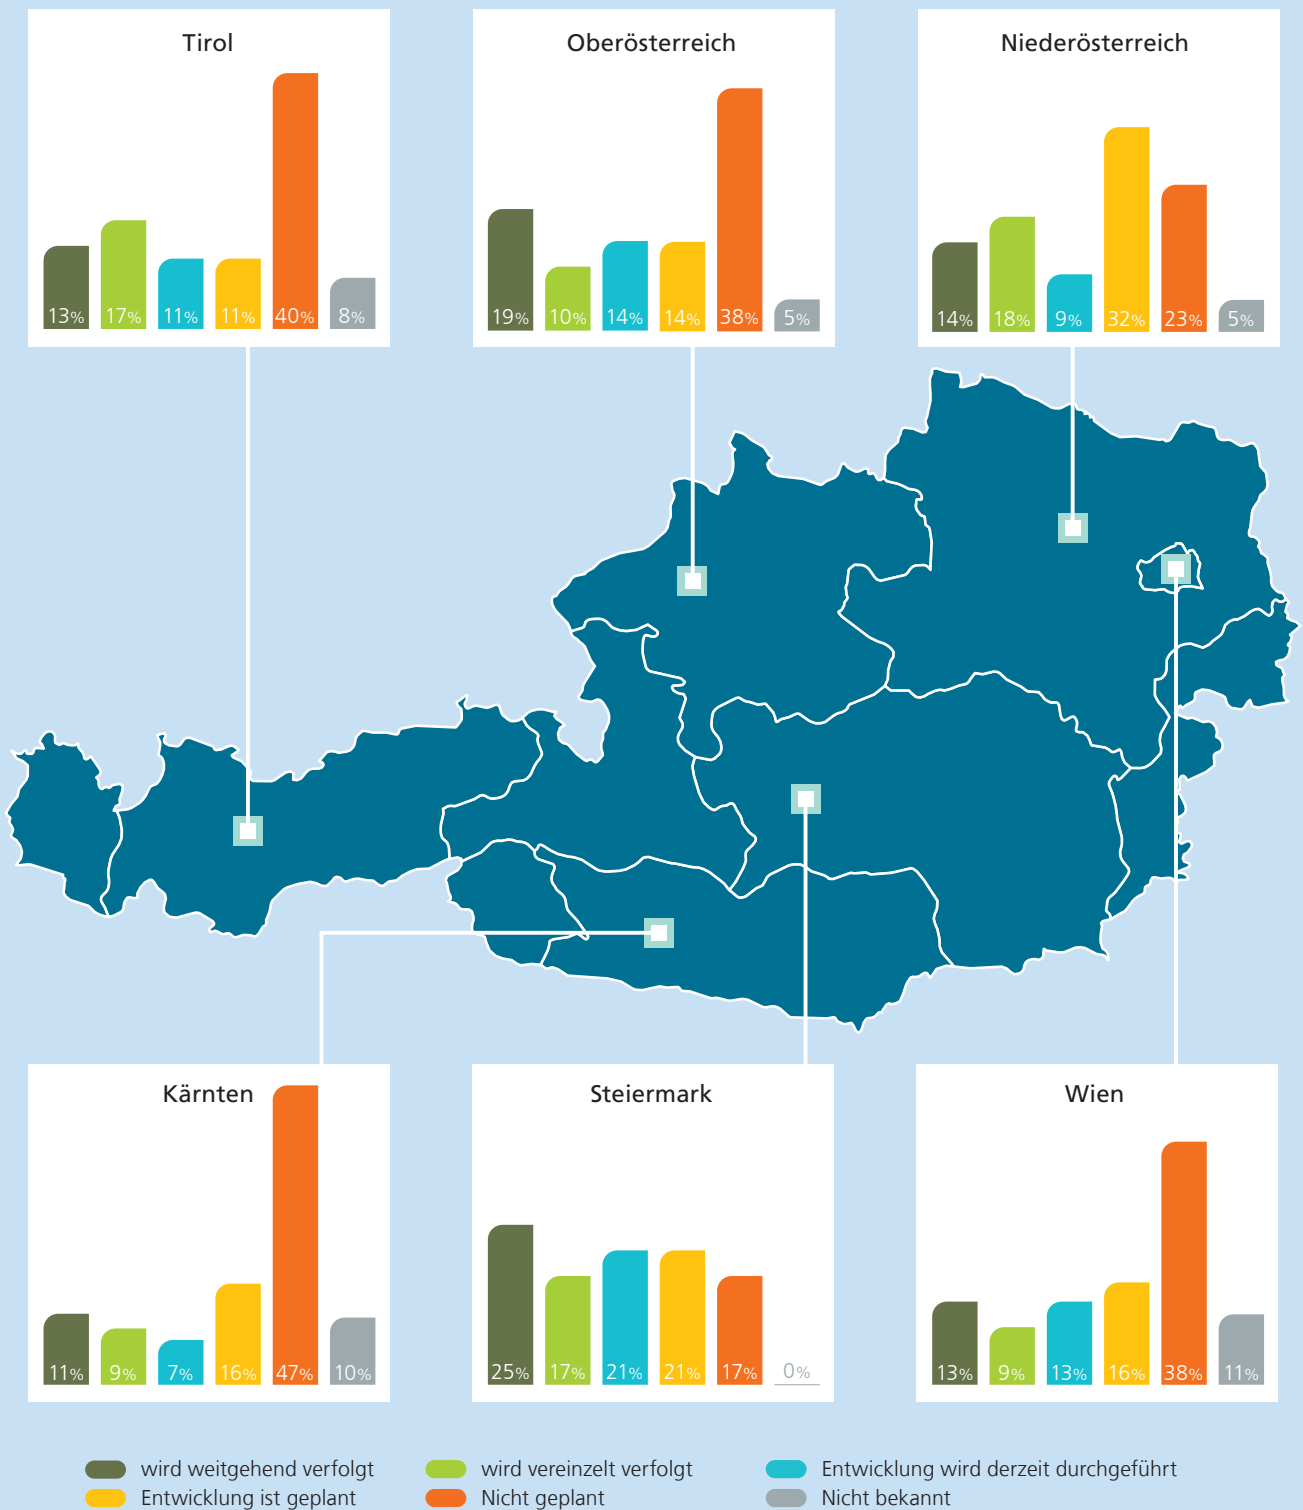 Tirol
13% 17% 11% 11% 40% 8%
Oberösterreich
19% 10% 14% 14% 38% 5%
Niederösterreich
14% 18% 9% 32% 23% 5%
Kärnten
11% 9% 7% 16% 47% 10%
Steiermark
25% 17% 21% 21% 17% 0%
Wien
13% 9% 13% 16% 38% 11%
wird weitgehend verfolgt
wird vereinzelt verfolgt
Entwicklung wird derzeit durchgeführt
Entwicklung ist geplant
Nicht geplant
Nicht bekannt